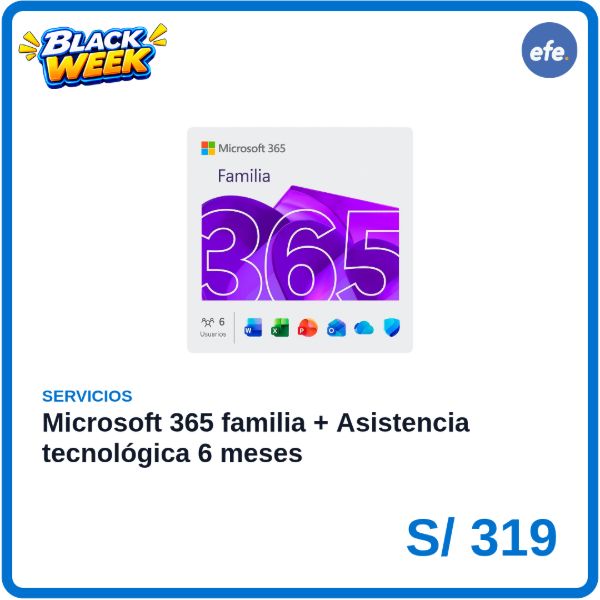 BLACK
WEEK
efe.
Microsoft 365
Familia
365
6
Usuarios
W X P O
SERVICIOS
Microsoft 365 familia + Asistencia
tecnológica 6 meses
S/ 319